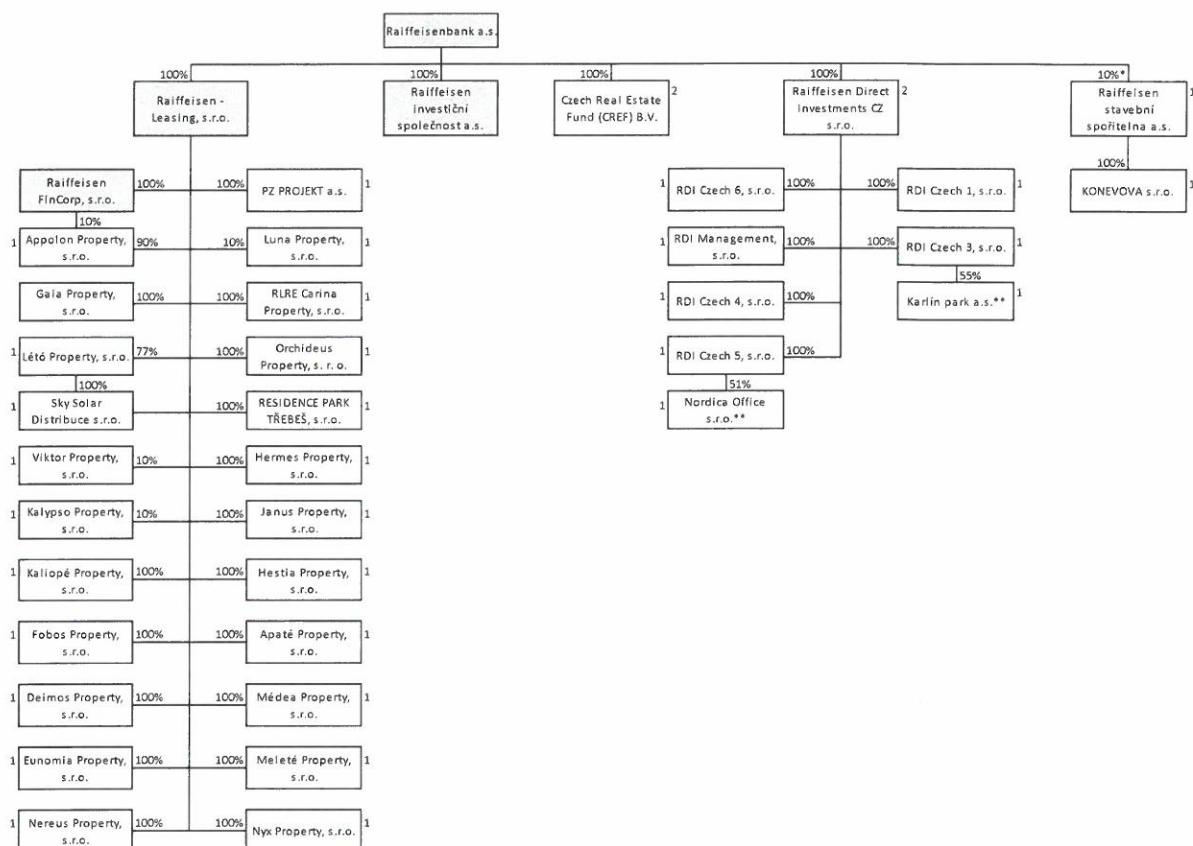 Raiffeisenbank a.s.
100%
100%
100%
100%
10%*
Raiffeisen -
Leasing, s.r.o.
Raiffeisen
investiční
společnost a.s.
Czech Real Estate
Fund (CREF) B.V.
2
Raiffeisen Direct
Investments CZ
s.r.o.
2
Raiffeisen
stavební
spořitelna a.s.
1
100%
KONEVOVA s.r.o.
1
Raiffeisen
FinCorp, s.r.o.
100%
100%
PZ PROJEKT a.s.
1
10%
1
Appolon Property,
s.r.o.
90%
10%
Luna Property,
s.r.o.
1
Gaia Property,
s.r.o.
100%
100%
RLRE Carina
Property, s.r.o.
1
1
Létó Property, s.r.o.
77%
100%
Orchideus
Property, s. r. o.
1
100%
1
Sky Solar
Distribuce s.r.o.
100%
RESIDENCE PARK
TŘEBEŠ, s.r.o.
1
1
Viktor Property,
s.r.o.
10%
100%
Hermes Property,
s.r.o.
1
1
Kalypso Property,
s.r.o.
10%
100%
Janus Property,
s.r.o.
1
1
Kaliopé Property,
s.r.o.
100%
100%
Hestia Property,
s.r.o.
1
1
Fobos Property,
s.r.o.
100%
100%
Apaté Property,
s.r.o.
1
1
Deimos Property,
s.r.o.
100%
100%
Médea Property,
s.r.o.
1
1
Eunomia Property,
s.r.o.
100%
100%
Meleté Property,
s.r.o.
1
1
Nereus Property,
s.r.o.
100%
100%
Nyx Property, s.r.o.
1
1
RDI Czech 6, s.r.o.
100%
100%
RDI Czech 1, s.r.o.
1
1
RDI Management,
s.r.o.
100%
100%
RDI Czech 3, s.r.o.
1
55%
Karlín park a.s.**
1
1
RDI Czech 4, s.r.o.
100%
1
RDI Czech 5, s.r.o.
100%
51%
1
Nordica Office
s.r.o.**